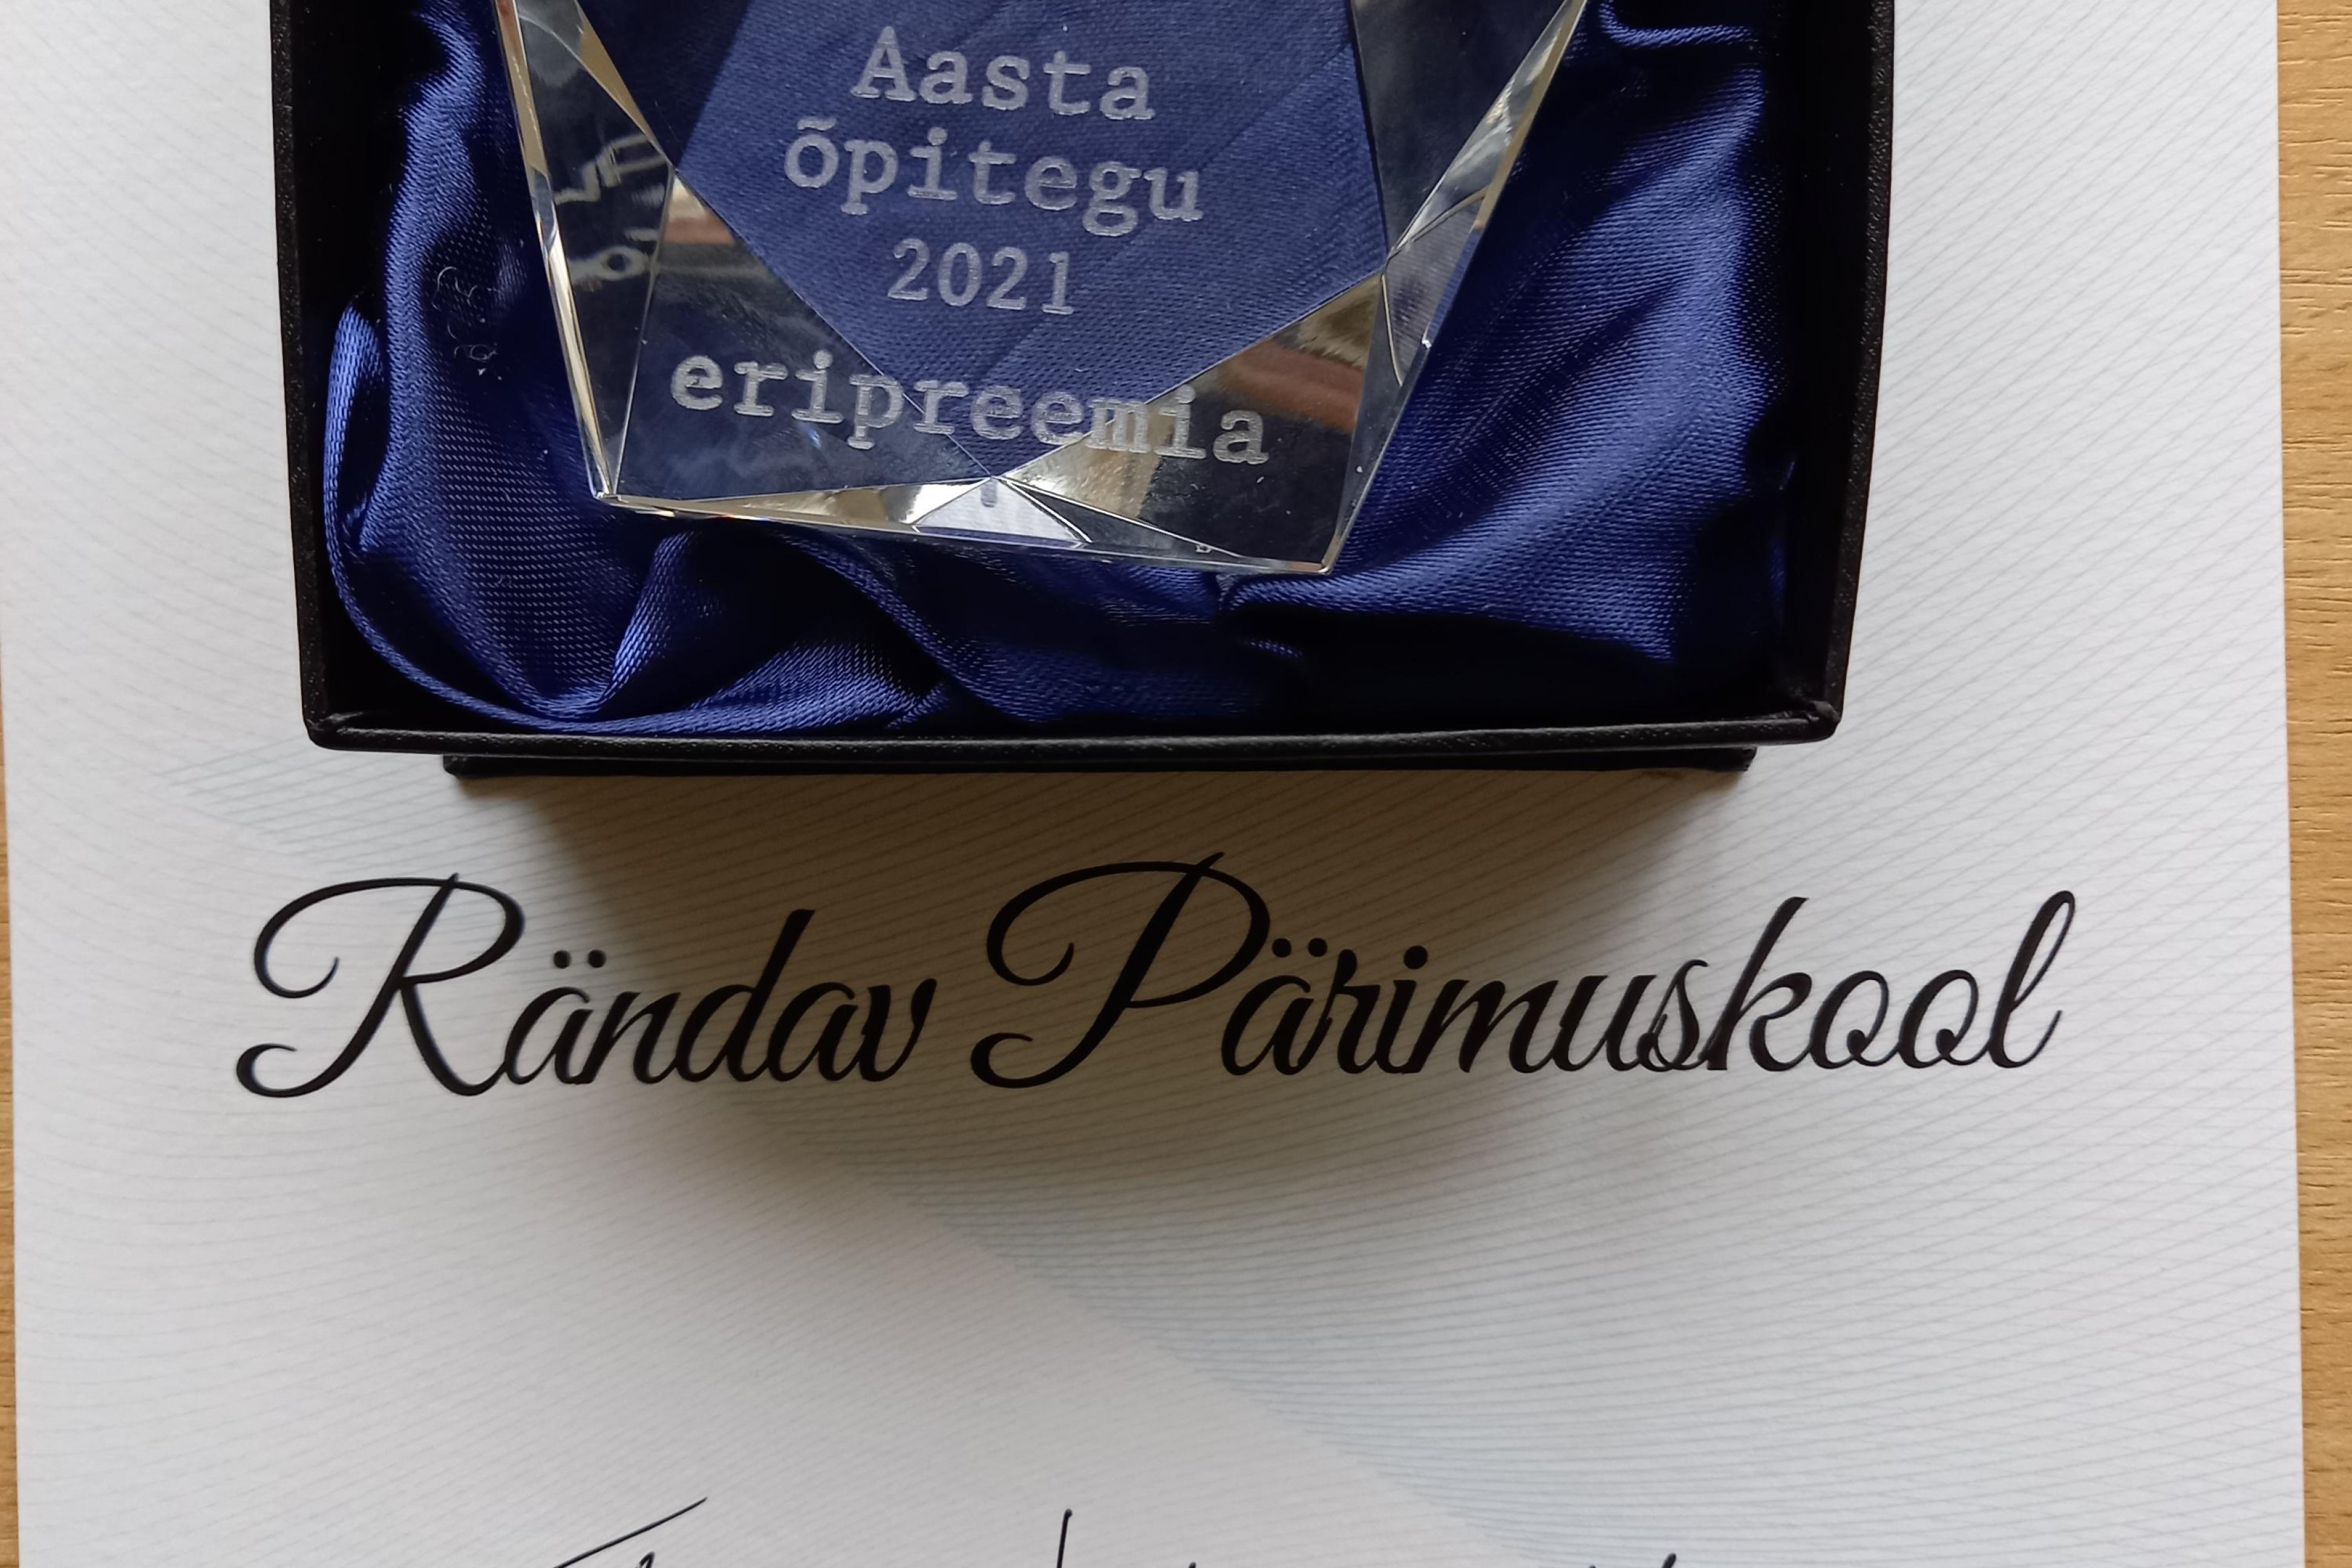 Aasta
õpitegu
2021
eripreemia
Rändav Pärimuskool